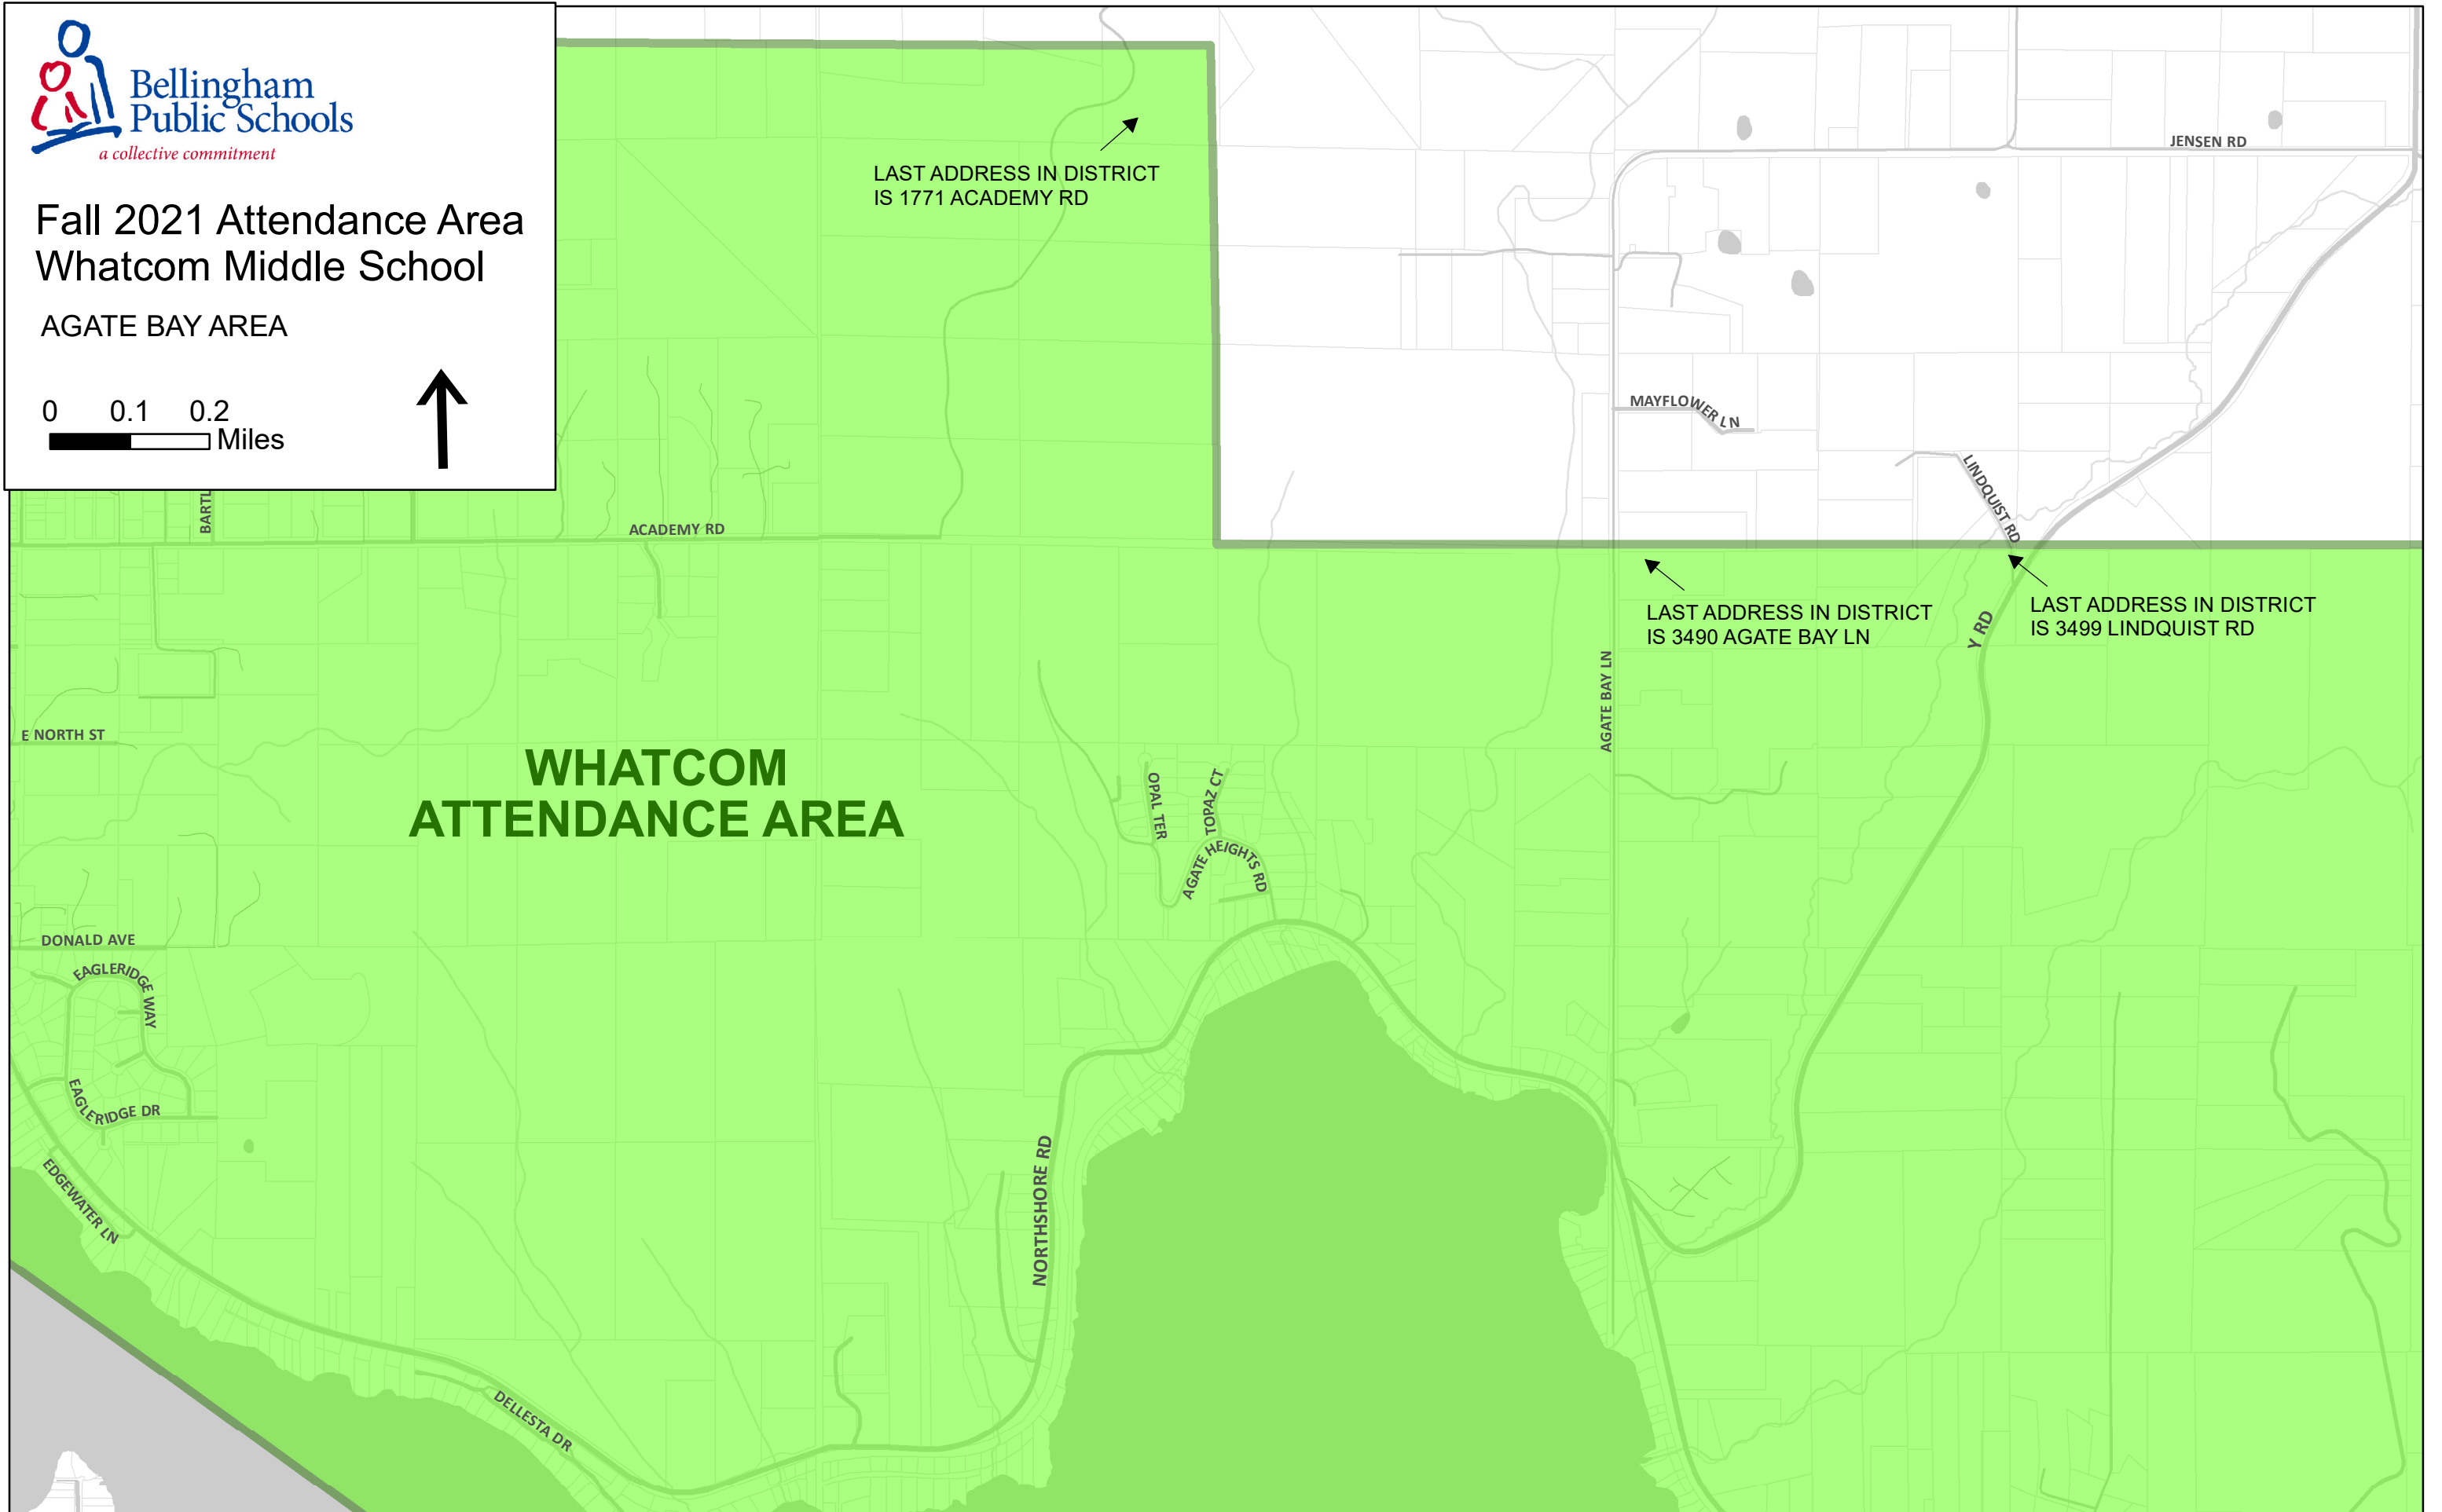 Bellingham
Public Schools
a collective commitment
Fall 2021 Attendance Area
Whatcom Middle School
AGATE BAY AREA
0 0.1 0.2
Miles
LAST ADDRESS IN DISTRICT
IS 1771 ACADEMY RD
JENSEN RD
MAYFLOWER LN
LINDQUIST RD
BARTL
ACADEMY RD
LAST ADDRESS IN DISTRICT
IS 3490 AGATE BAY LN
LAST ADDRESS IN DISTRICT
IS 3499 LINDQUIST RD
Y RD
AGATE BAY LN
E NORTH ST
WHATCOM
ATTENDANCE AREA
OPAL TER
TOPAZ CT
AGATE HEIGHTS RD
DONALD AVE
EAGLERIDGE WAY
EAGLERIDGE DR
EDGEWATER LN
NORTHSHORE RD
DELLESTA DR